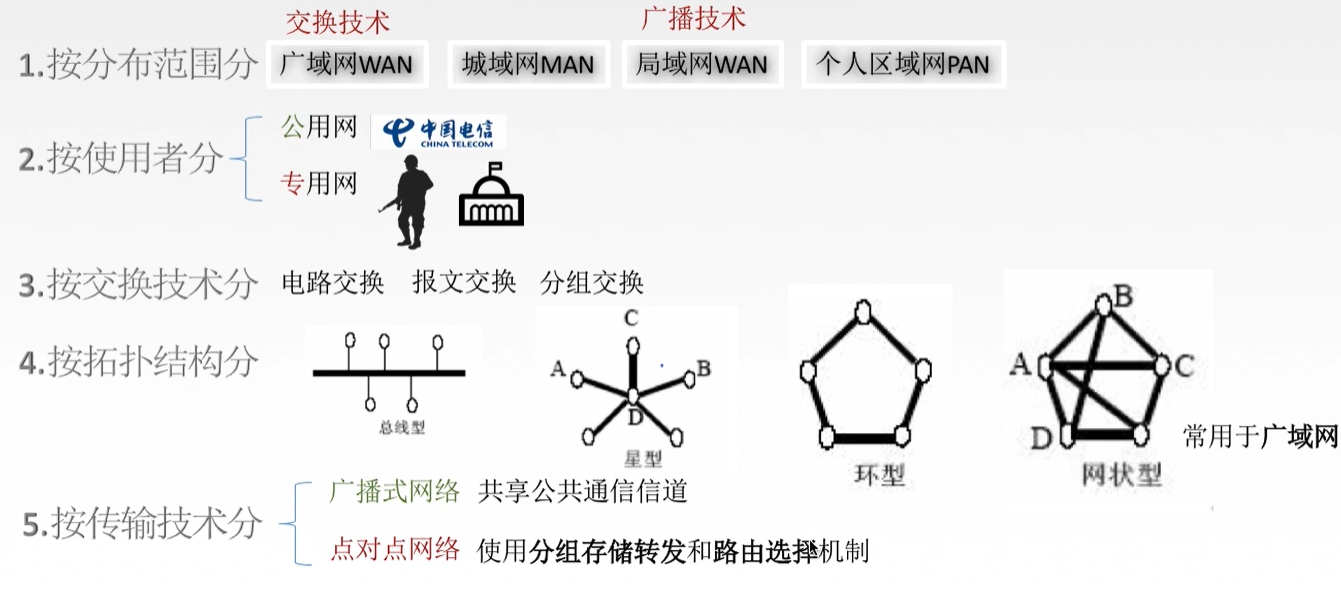 交换技术 广播技术
1.按分布范围分 广域网WAN 城域网MAN 局域网WAN 个人区域网PAN
2.按使用者分
公用网 中国电信
CHINA TELECOM
专用网
3.按交换技术分 电路交换 报文交换 分组交换
4.按拓扑结构分
总线型
C
A B
D
星型
环型
B
A C
D
网状型
常用于广域网
5.按传输技术分
广播式网络 共享公共通信信道
点对点网络 使用分组存储转发和路由选择机制